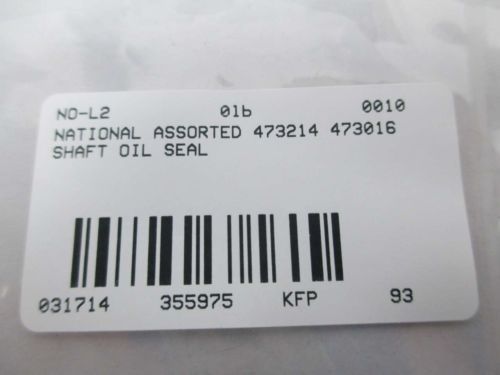 NO-L2 01b 0010
NATIONAL ASSORTED 473214 473016
SHAFT OIL SEAL
031714 355975 KFP 93